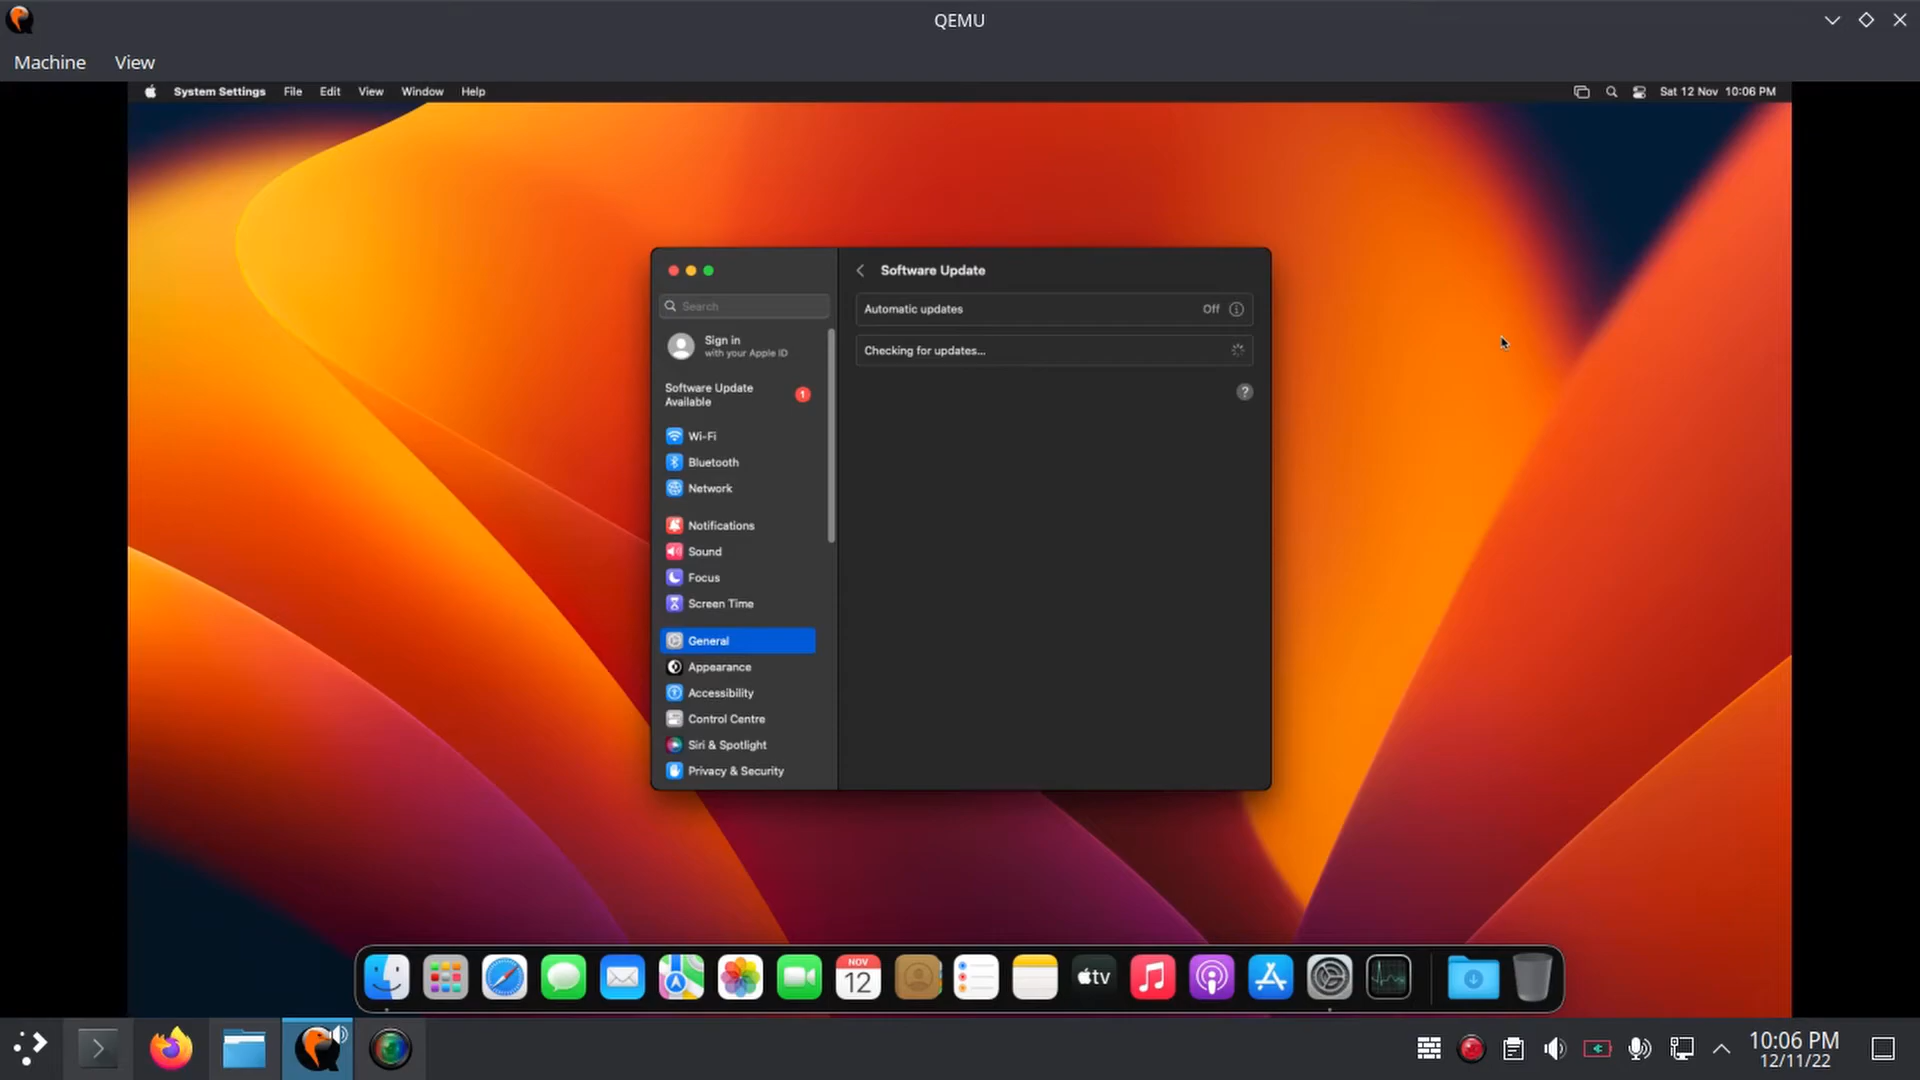 QEMU
Machine View
System Settings File Edit View Window Help
Sat 12 Nov 10:06 PM
Software Update
Search
Automatic updates Off
Sign in
with your Apple ID
Checking for updates...
Software Update
Available
1
?
Wi-Fi
Bluetooth
Network
Notifications
Sound
Focus
Screen Time
General
Appearance
Accessibility
Control Centre
Siri & Spotlight
Privacy & Security
NOV
12
tv
10:06 PM
12/11/22